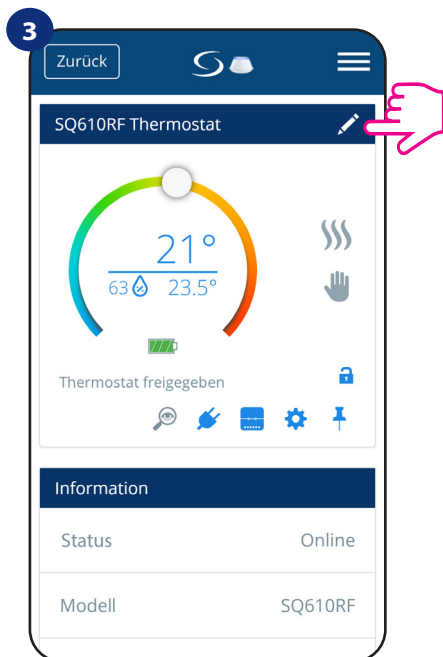 3
Zurück
SQ610RF Thermostat
21°
63 % 23.5°
Thermostat freigegeben
Information
Status Online
Modell SQ610RF